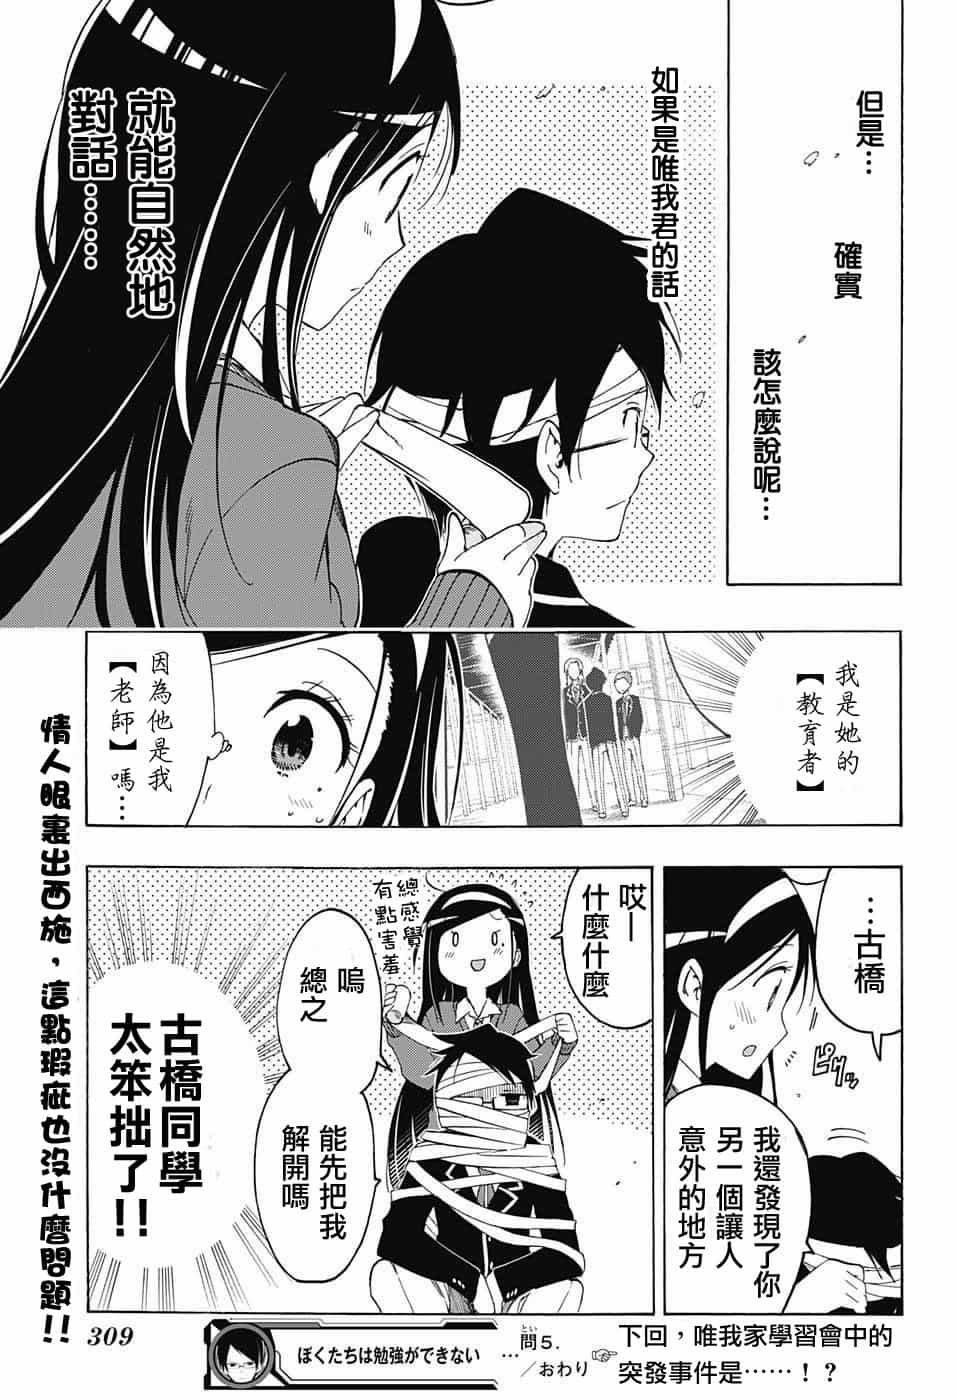 但是…
確實
該怎麼說呢…
如果是唯我君的話
就能自然地
對話……
我是她的
【教育者】
因為他是我
【老師】嗎…
…古橋
ピクッ
我還發現了你
另一個讓人
意外的地方
哎—
什麼什麼
總感覺
有點害羞
嗚
總之
能先把我
解開嗎
古橋同學
太笨拙了!!
情人眼裏出西施，這點瑕疵也沒什麼問題!!
309
ぼくたちは勉強ができない
…問5.
とい
／おわり
☞下回，唯我家學習會中的
突發事件是……！？